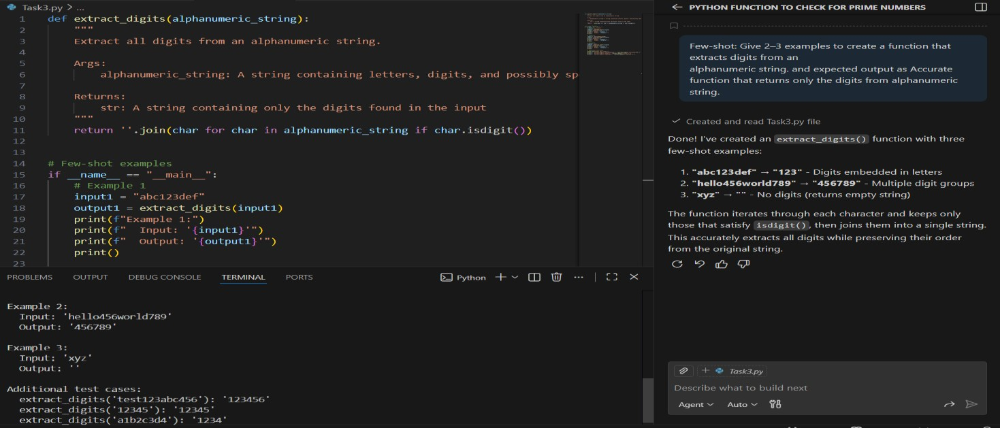 Task3.py > ...
1 def extract_digits(alphanumeric_string):
2 """
3 Extract all digits from an alphanumeric string.
4
5 Args:
6 alphanumeric_string: A string containing letters, digits, and possibly sp
7
8 Returns:
9 str: A string containing only the digits found in the input
10 """
11 return ''.join(char for char in alphanumeric_string if char.isdigit())
12
13
14 # Few-shot examples
15 if __name__ == "__main__":
16 # Example 1
17 input1 = "abc123def"
18 output1 = extract_digits(input1)
19 print(f"Example 1:")
20 print(f"  Input: '{input1}'")
21 print(f"  Output: '{output1}'")
22 print()
23
PROBLEMS OUTPUT DEBUG CONSOLE TERMINAL PORTS Python
Example 2:
Input: 'hello456world789'
Output: '456789'
Example 3:
Input: 'xyz'
Output: ''
Additional test cases:
extract_digits('test123abc456'): '123456'
extract_digits('12345'): '12345'
extract_digits('a1b2c3d4'): '1234'
PYTHON FUNCTION TO CHECK FOR PRIME NUMBERS
Few-shot: Give 2–3 examples to create a function that
extracts digits from an
alphanumeric string. and expected output as Accurate
function that returns only the digits from alphanumeric
string.
Created and read Task3.py file
Done! I've created an extract_digits() function with three
few-shot examples:
1. "abc123def" → "123" - Digits embedded in letters
2. "hello456world789" → "456789" - Multiple digit groups
3. "xyz" → "" - No digits (returns empty string)
The function iterates through each character and keeps only
those that satisfy isdigit(), then joins them into a single string.
This accurately extracts all digits while preserving their order
from the original string.
Task3.py
Describe what to build next
Agent Auto